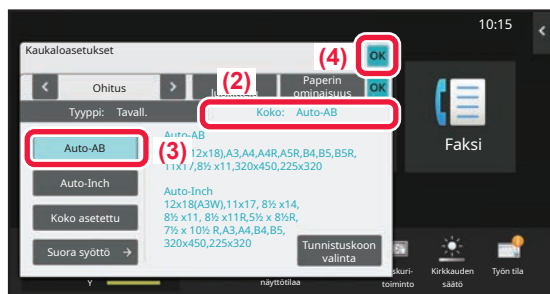 10:15
Kaukaloasetukset
(4)
OK
Ohitus
(2)
Paperin
ominaisuus
OK
Tyyppi: Tavall.
Koko: Auto-AB
Auto-AB
(3)
Auto-AB
12x18),A3,A4,A4R,A5R,B4,B5,B5R,
11x17,8½ x11,320x450,225x320
Auto-Inch
Auto-Inch
12x18(A3W),11x17, 8½ x14,
8½ x11, 8½ x11R,5½ x 8½R,
7½ x 10½ R,A3,A4,B4,B5,
320x450,225x320
Koko asetettu
Suora syöttö →
Tunnistuskoon
valinta
Faksi
Y
näyttötilaa
toiminto
Kirkkauden
säätö
Työn tila